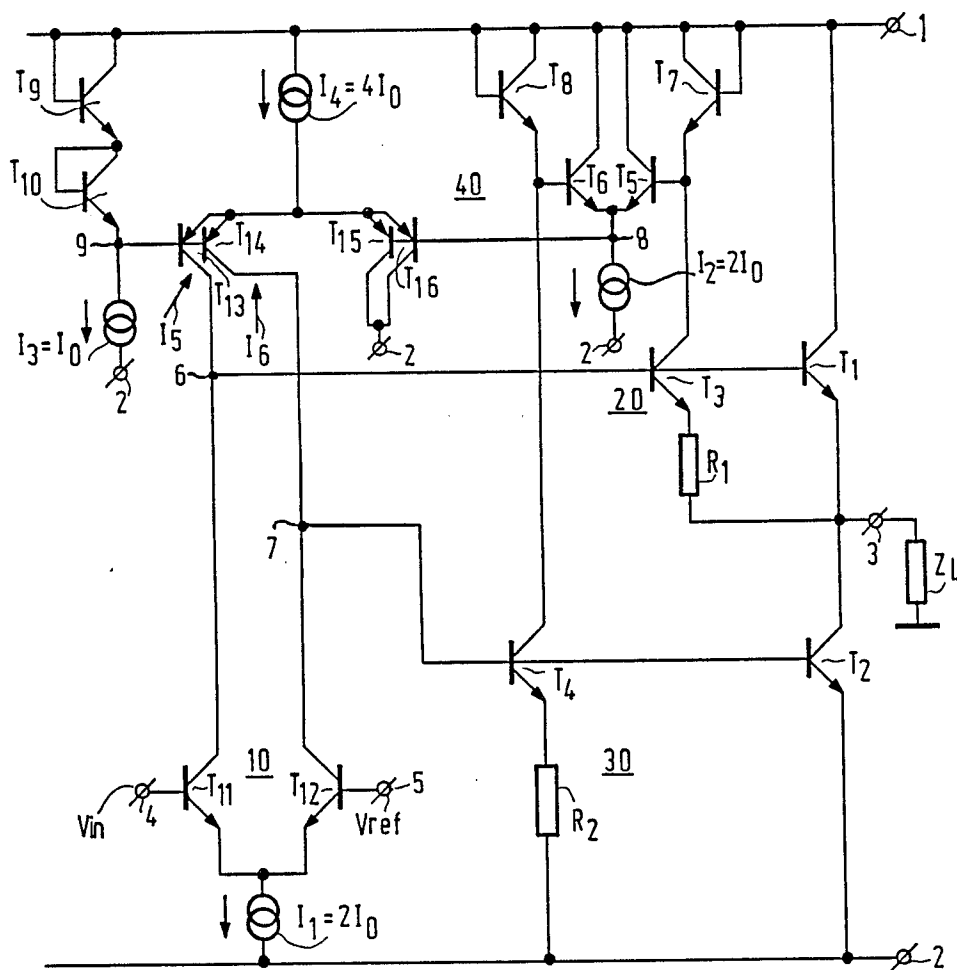 1
T9
I4 = 4I0
T8
T7
T10
T6
T5
40
9
T14
T15
8
T13
T16
I2=2I0
I5
I6
I3=I0
2
2
2
6
T3
T1
20
R1
7
3
ZL
T4
T2
10
30
T11
T12
5
Vin
4
Vref
R2
I1=2I0
2